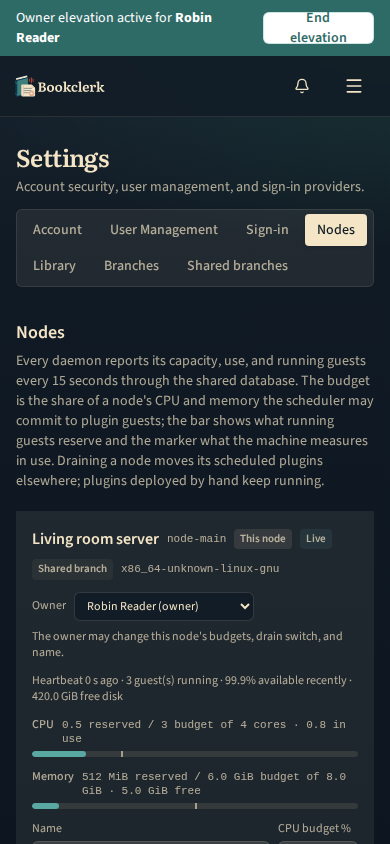 Owner elevation active for Robin
Reader
End
elevation
Bookclerk
Settings
Account security, user management, and sign-in providers.
Account User Management Sign-in Nodes
Library Branches Shared branches
Nodes
Every daemon reports its capacity, use, and running guests
every 15 seconds through the shared database. The budget
is the share of a node's CPU and memory the scheduler may
commit to plugin guests; the bar shows what running
guests reserve and the marker what the machine measures
in use. Draining a node moves its scheduled plugins
elsewhere; plugins deployed by hand keep running.
Living room server node-main This node Live
Shared branch x86_64-unknown-linux-gnu
Owner Robin Reader (owner)
The owner may change this node's budgets, drain switch, and
name.
Heartbeat 0 s ago · 3 guest(s) running · 99.9% available recently ·
420.0 GiB free disk
CPU 0.5 reserved / 3 budget of 4 cores · 0.8 in
use
Memory 512 MiB reserved / 6.0 GiB budget of 8.0
GiB · 5.0 GiB free
Name CPU budget %